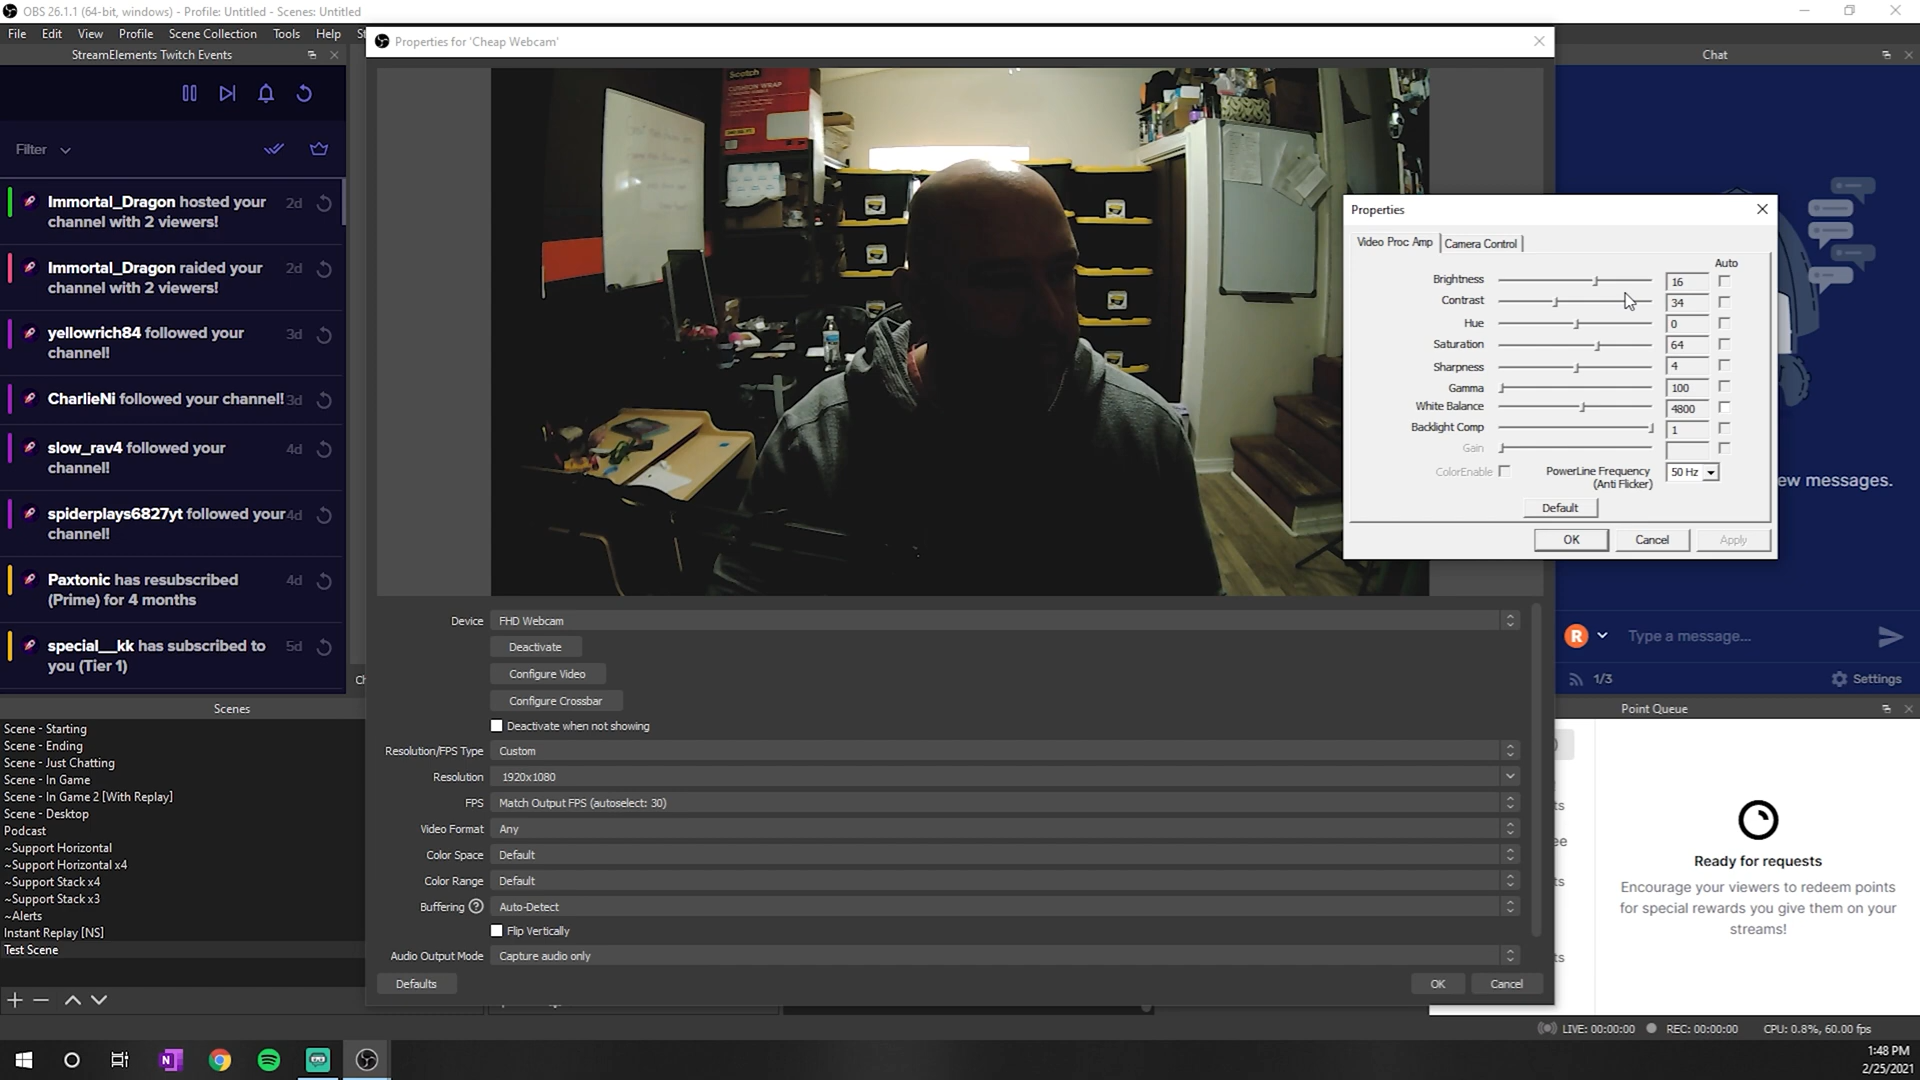 OBS 26.1.1 (64-bit, windows) - Profile: Untitled - Scenes: Untitled
File Edit View Profile Scene Collection Tools Help
StreamElements Twitch Events
Filter
Immortal_Dragon hosted your
channel with 2 viewers!
2d
Immortal_Dragon raided your
channel with 2 viewers!
2d
yellowrich84 followed your
channel!
3d
CharlieNi followed your channel!
3d
slow_rav4 followed your
channel!
4d
spiderplays6827yt followed your
channel!
4d
Paxtonic has resubscribed
(Prime) for 4 months
4d
special__kk has subscribed to
you (Tier 1)
5d
Scenes
Scene - Starting
Scene - Ending
Scene - Just Chatting
Scene - In Game
Scene - In Game 2 [With Replay]
Scene - Desktop
Podcast
~Support Horizontal
~Support Horizontal x4
~Support Stack x4
~Support Stack x3
~Alerts
Instant Replay [NS]
Test Scene
Properties for 'Cheap Webcam'
Scotch
CUSHION WRAP
Device FHD Webcam
Deactivate
Configure Video
Configure Crossbar
Deactivate when not showing
Resolution/FPS Type Custom
Resolution 1920x1080
FPS Match Output FPS (autoselect: 30)
Video Format Any
Color Space Default
Color Range Default
Buffering ? Auto-Detect
Flip Vertically
Audio Output Mode Capture audio only
Defaults
OK
Cancel
Properties
Video Proc Amp
Camera Control
Auto
Brightness 16
Contrast 34
Hue 0
Saturation 64
Sharpness 4
Gamma 100
White Balance 4800
Backlight Comp 1
Gain
ColorEnable
PowerLine Frequency
(Anti Flicker)
50 Hz
Default
OK
Cancel
Apply
Chat
ew messages.
R
Type a message...
1/3
Settings
Point Queue
Ready for requests
Encourage your viewers to redeem points
for special rewards you give them on your
streams!
LIVE: 00:00:00
REC: 00:00:00
CPU: 0.8%, 60.00 fps
N
1:48 PM
2/25/2021